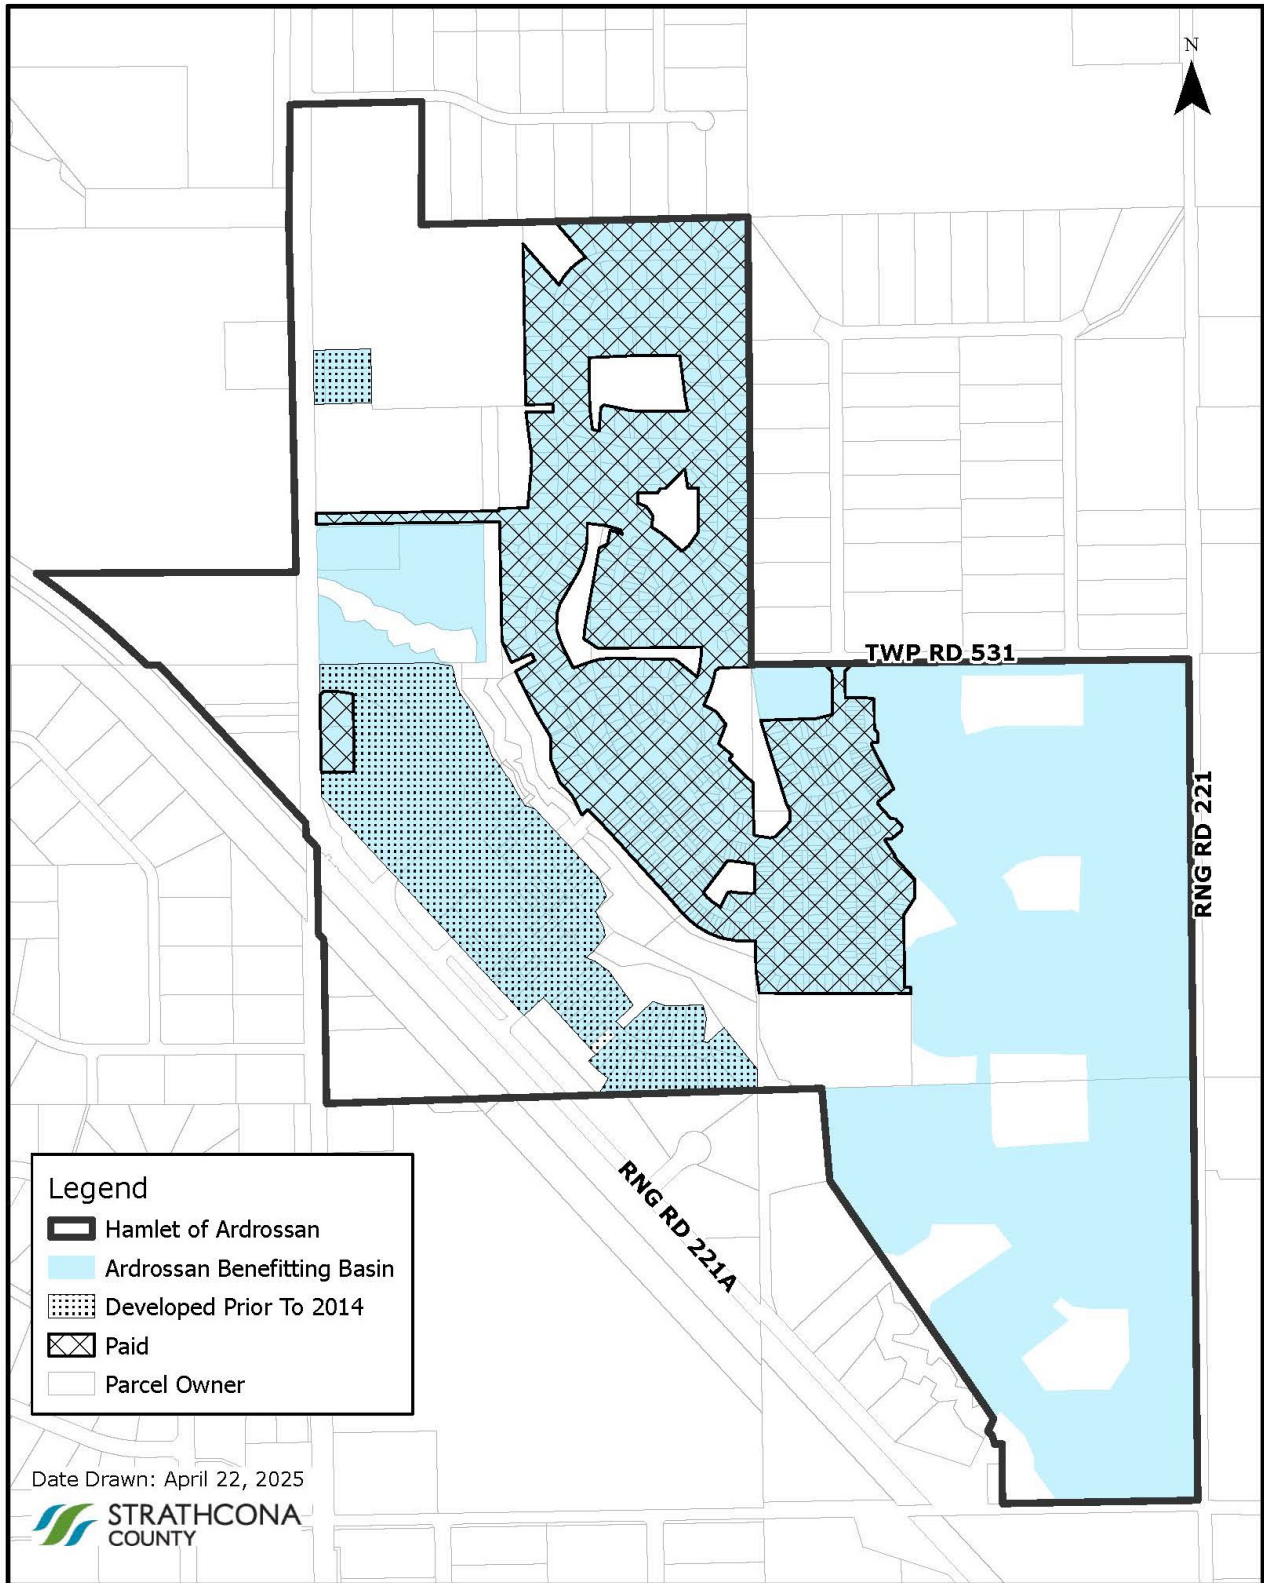 N
TWP RD 531
RNG RD 221
RNG RD 221A
Legend
Hamlet of Ardrossan
Ardrossan Benefitting Basin
Developed Prior To 2014
Paid
Parcel Owner
Date Drawn: April 22, 2025
STRATHCONA
COUNTY